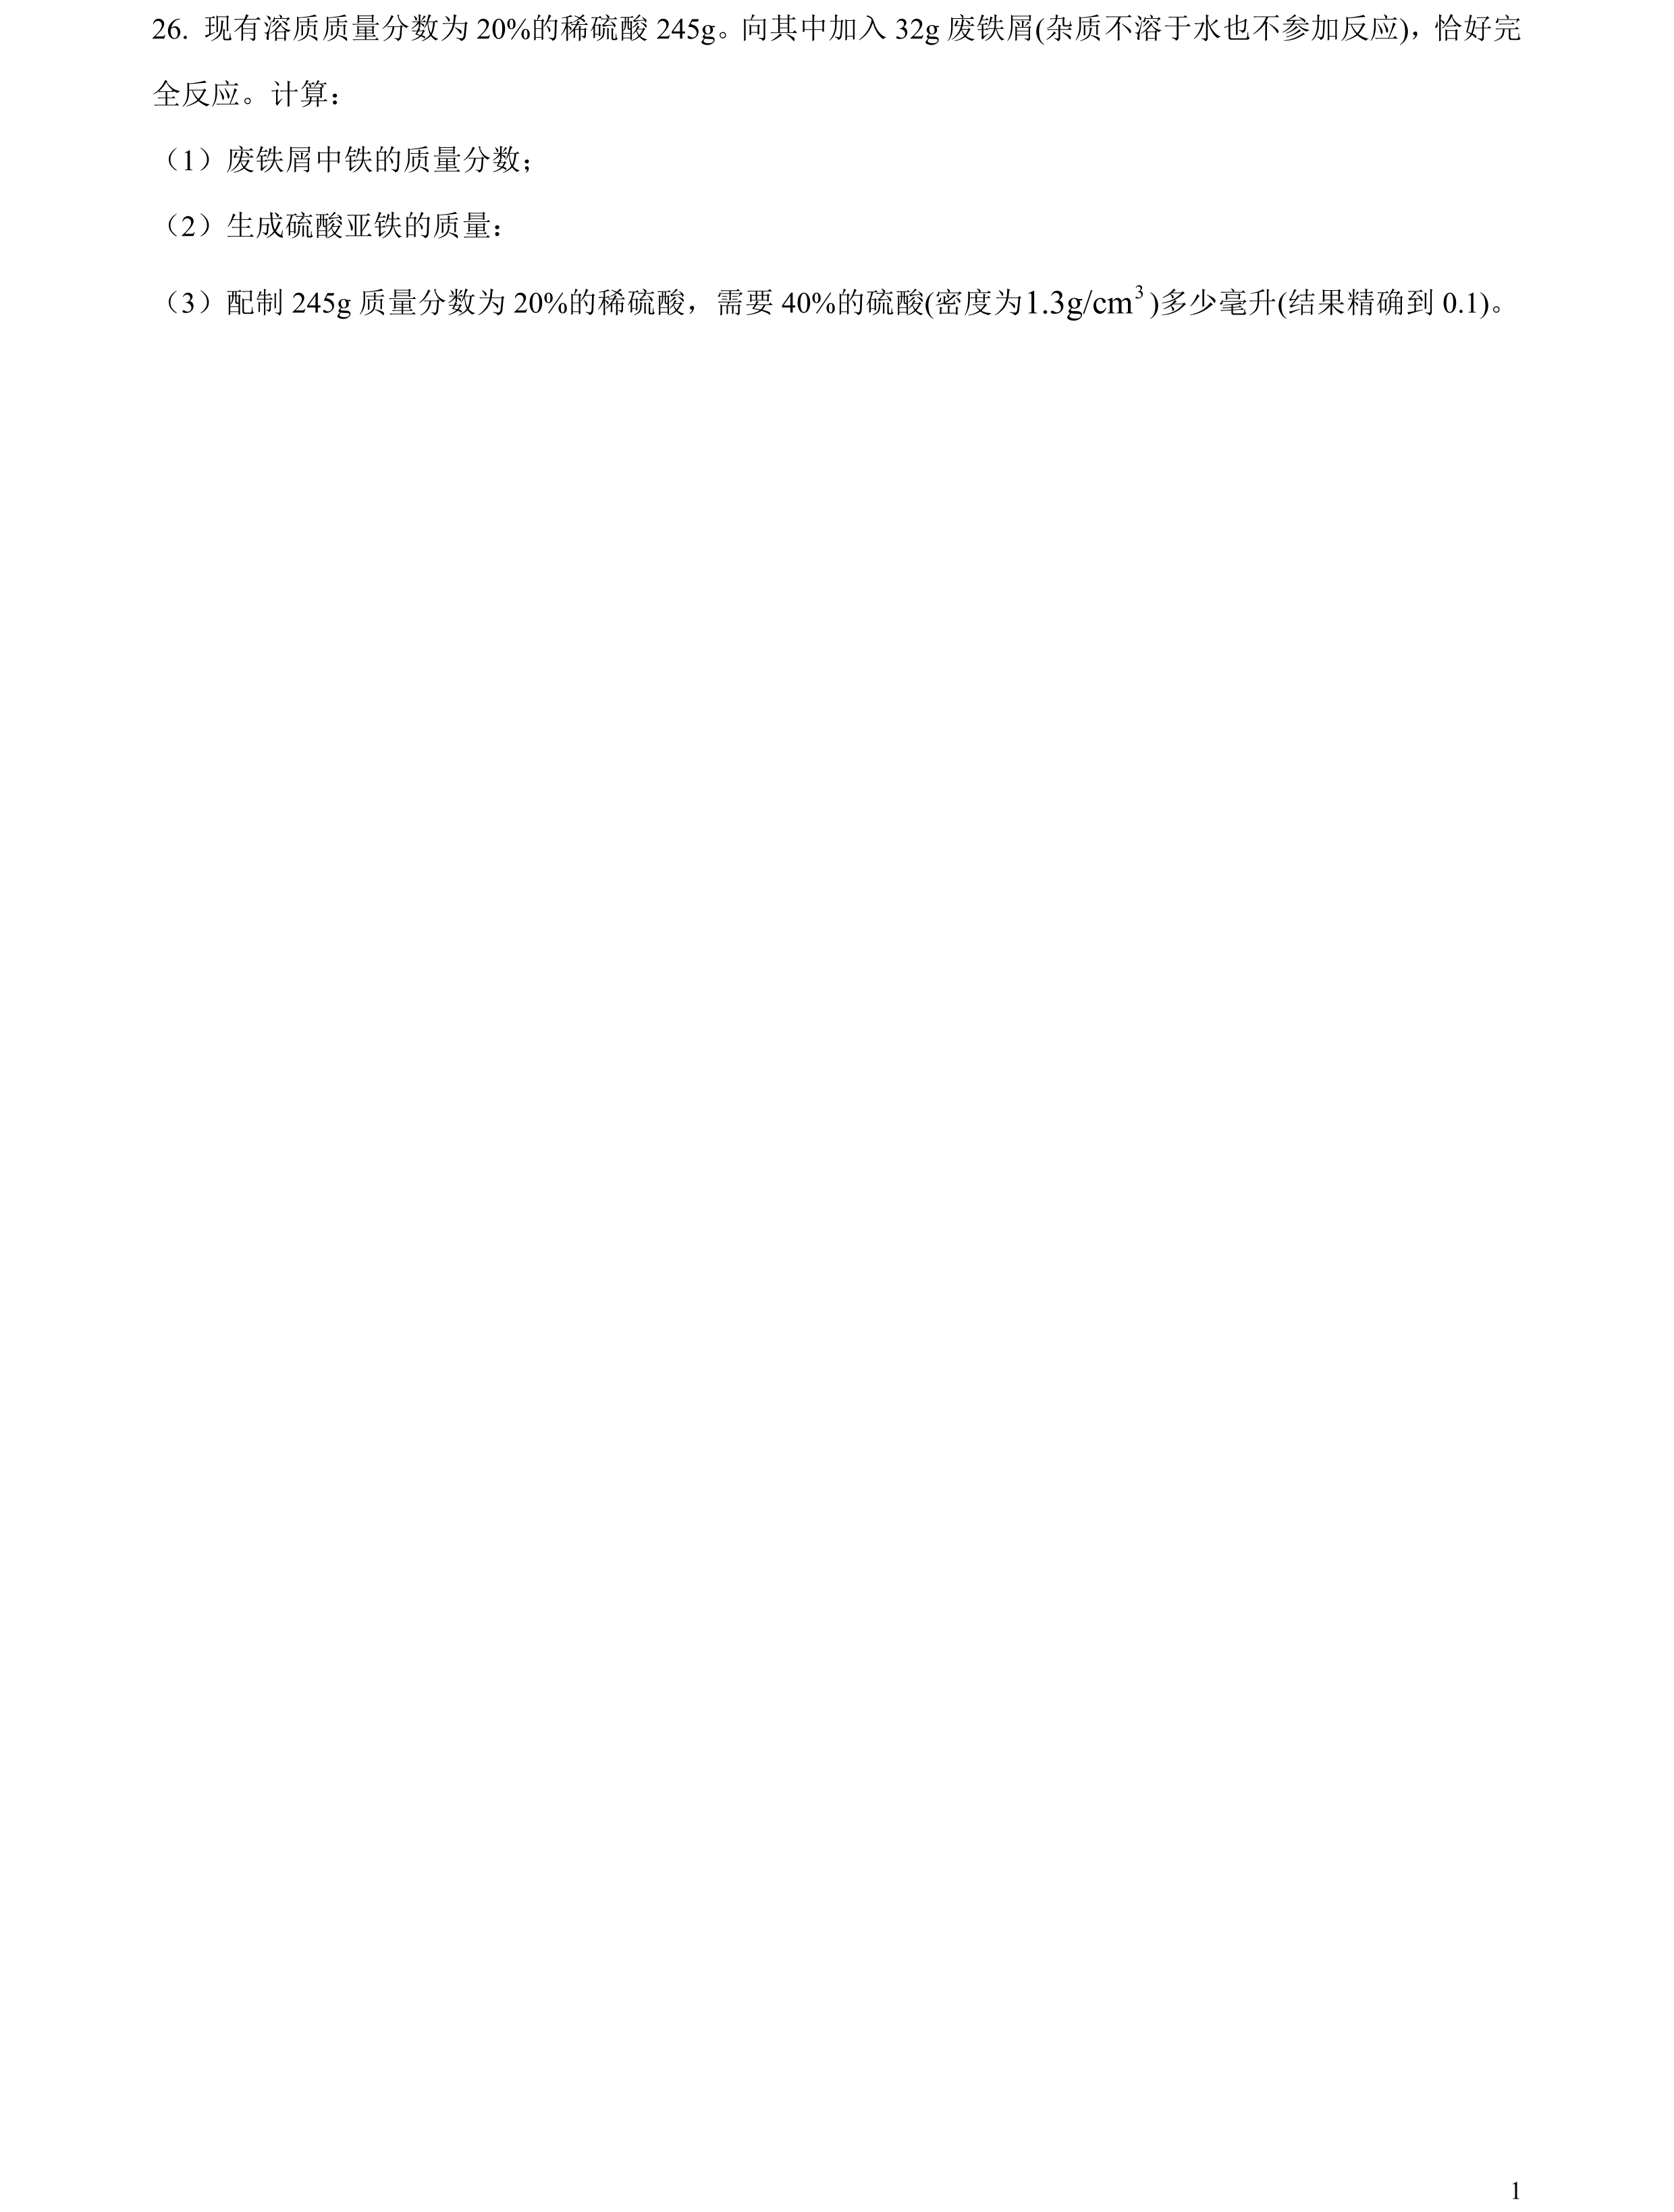 26. 现有溶质质量分数为 20%的稀硫酸 245g。向其中加入 32g 废铁屑(杂质不溶于水也不参加反应)，恰好完
全反应。计算：
（1）废铁屑中铁的质量分数；
（2）生成硫酸亚铁的质量：
（3）配制 245g 质量分数为 20%的稀硫酸，需要 40%的硫酸(密度为1.3g/cm³)多少毫升(结果精确到 0.1)。
1